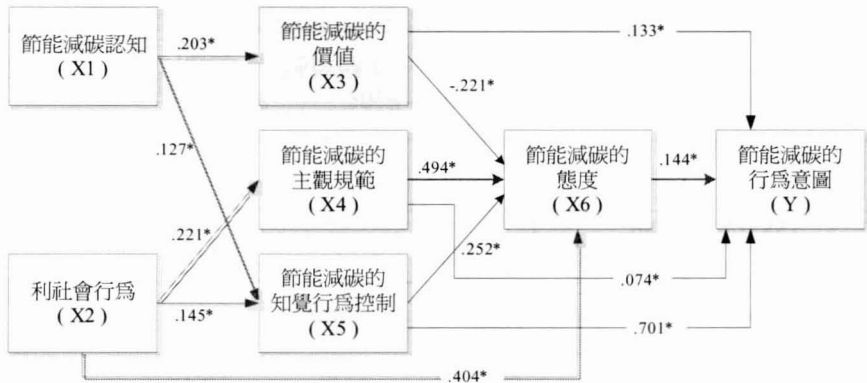 節能減碳認知
( X1 )
.203*
節能減碳的
價值
( X3 )
.133*
-.221*
.127*
節能減碳的
主觀規範
( X4 )
.494*
節能減碳的
態度
( X6 )
.144*
節能減碳的
行為意圖
( Y )
.221*
利社會行為
( X2 )
.145*
節能減碳的
知覺行為控制
( X5 )
.252*
.074*
.701*
.404*